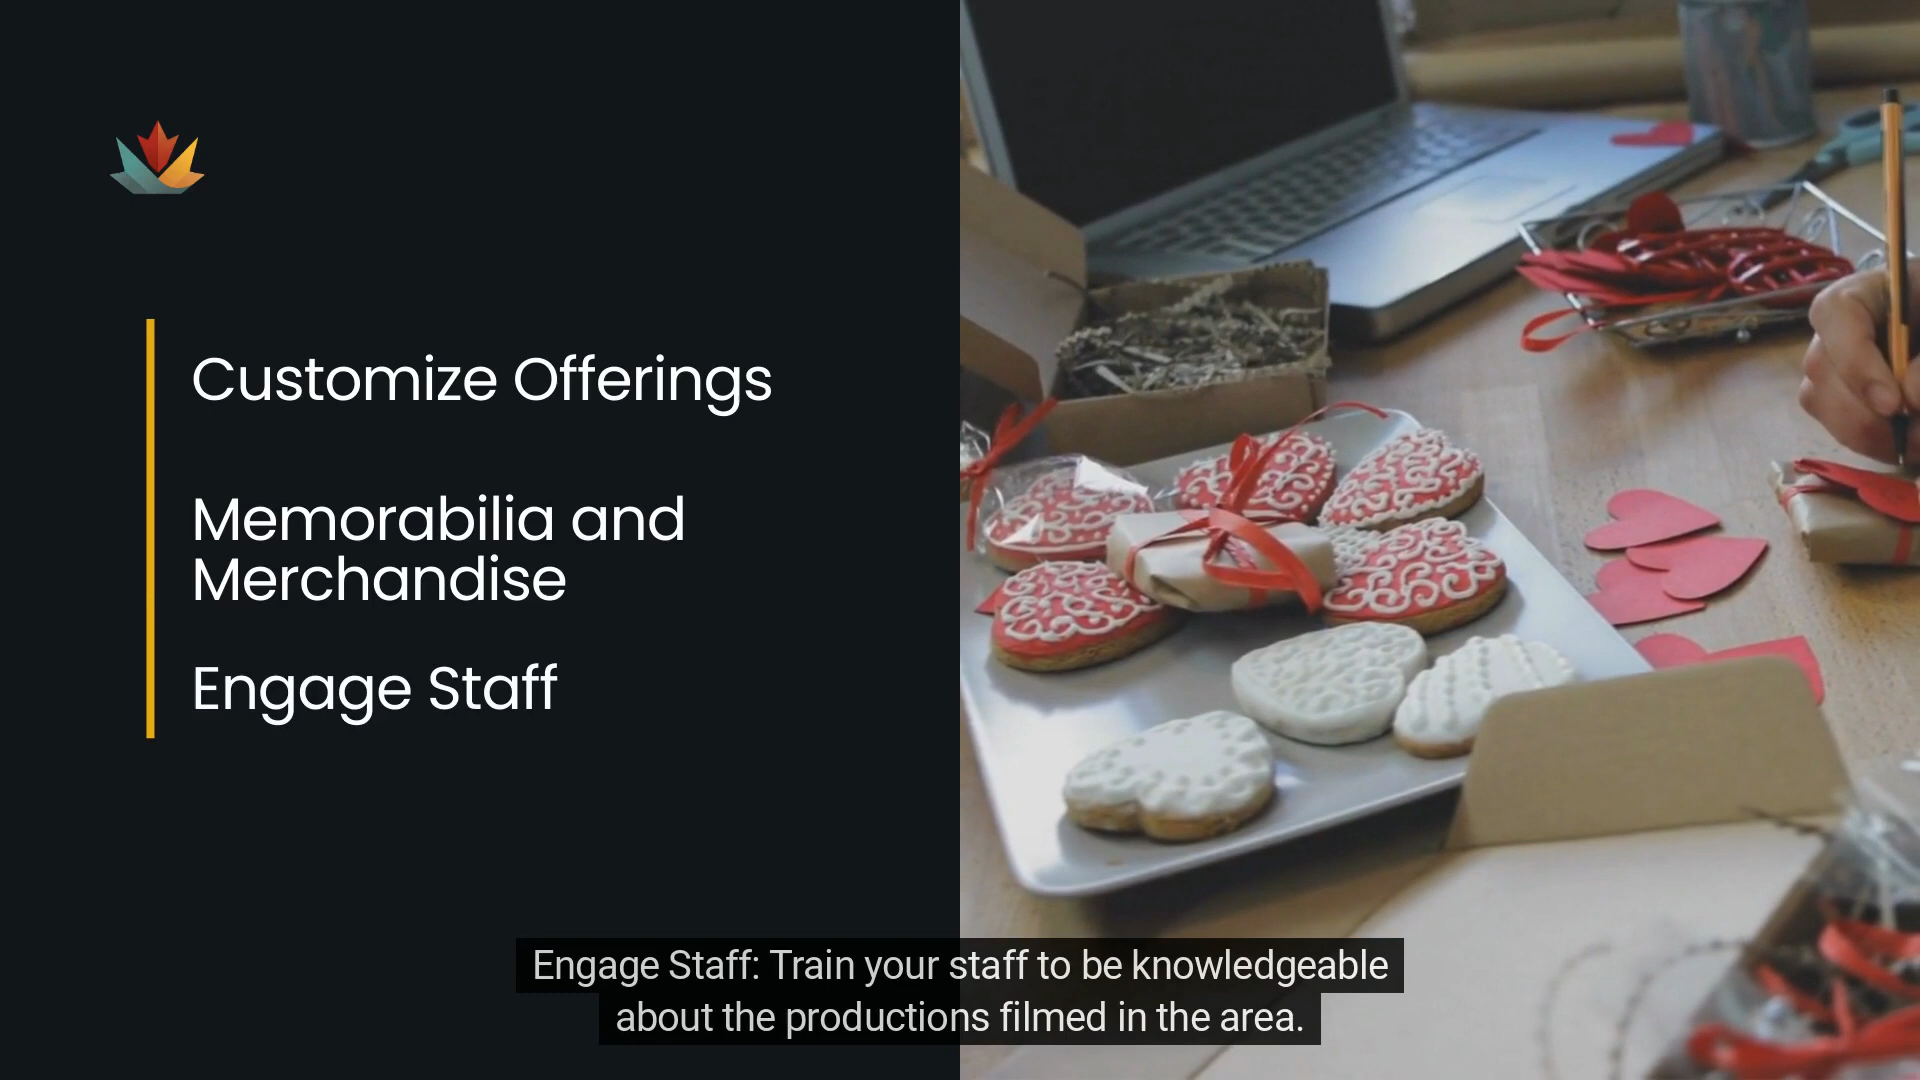 Customize Offerings
Memorabilia and
Merchandise
Engage Staff
Engage Staff: Train your staff to be knowledgeable
about the productions filmed in the area.